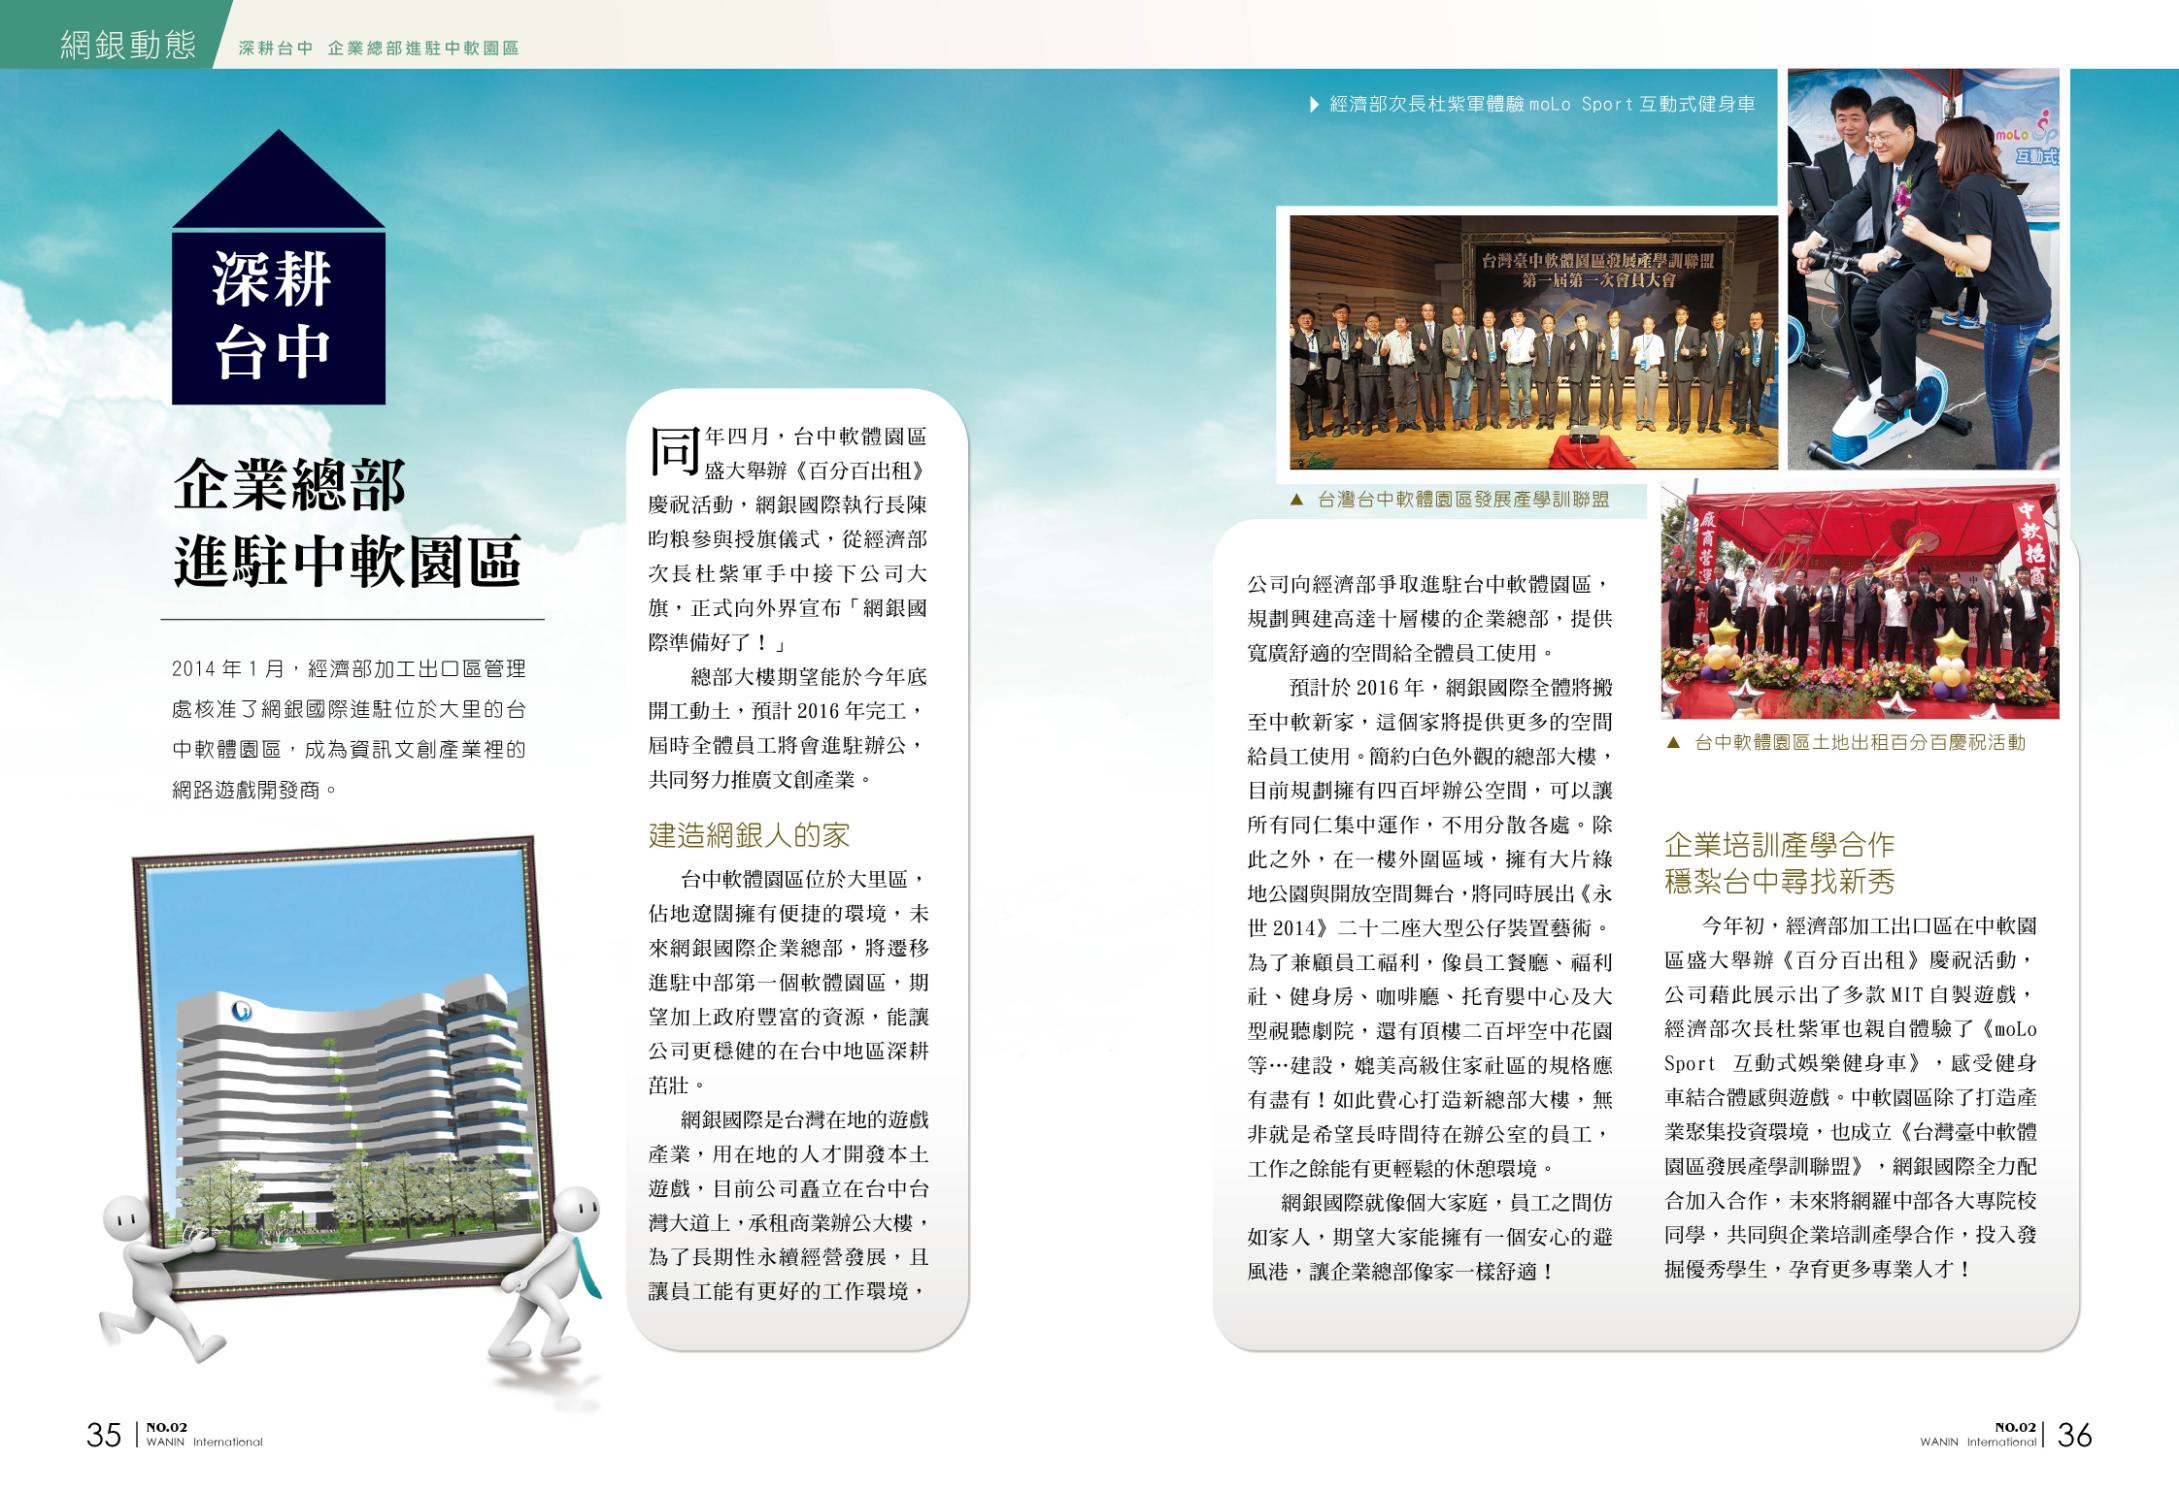 網銀動態
深耕台中 企業總部進駐中軟園區
深耕
台中
企業總部
進駐中軟園區
2014 年 1 月，經濟部加工出口區管理
處核准了網銀國際進駐位於大里的台
中軟體園區，成為資訊文創產業裡的
網路遊戲開發商。
同年四月，台中軟體園區
盛大舉辦《百分百出租》
慶祝活動，網銀國際執行長陳
昀粮參與授旗儀式，從經濟部
次長杜紫軍手中接下公司大
旗，正式向外界宣布「網銀國
際準備好了！」
總部大樓期望能於今年底
開工動土，預計 2016 年完工，
屆時全體員工將會進駐辦公，
共同努力推廣文創產業。
建造網銀人的家
台中軟體園區位於大里區，
佔地遼闊擁有便捷的環境，未
來網銀國際企業總部，將遷移
進駐中部第一個軟體園區，期
望加上政府豐富的資源，能讓
公司更穩健的在台中地區深耕
茁壯。
網銀國際是台灣在地的遊戲
產業，用在地的人才開發本土
遊戲，目前公司矗立在台中台
灣大道上，承租商業辦公大樓，
為了長期性永續經營發展，且
讓員工能有更好的工作環境，
35
NO.02
WANIN International
▶ 經濟部次長杜紫軍體驗 moLo Sport 互動式健身車
moLo Sp
互動式
台灣臺中軟體園區發展產學訓聯盟
第一屆第一次會員大會
▲ 台灣台中軟體園區發展產學訓聯盟
廠商營運
中軟招商
▲ 台中軟體園區土地出租百分百慶祝活動
公司向經濟部爭取進駐台中軟體園區，
規劃興建高達十層樓的企業總部，提供
寬廣舒適的空間給全體員工使用。
預計於 2016 年，網銀國際全體將搬
至中軟新家，這個家將提供更多的空間
給員工使用。簡約白色外觀的總部大樓，
目前規劃擁有四百坪辦公空間，可以讓
所有同仁集中運作，不用分散各處。除
此之外，在一樓外圍區域，擁有大片綠
地公園與開放空間舞台，將同時展出《永
世 2014》二十二座大型公仔裝置藝術。
為了兼顧員工福利，像員工餐廳、福利
社、健身房、咖啡廳、托育嬰中心及大
型視聽劇院，還有頂樓二百坪空中花園
等…建設，媲美高級住家社區的規格應
有盡有！如此費心打造新總部大樓，無
非就是希望長時間待在辦公室的員工，
工作之餘能有更輕鬆的休憩環境。
網銀國際就像個大家庭，員工之間仿
如家人，期望大家能擁有一個安心的避
風港，讓企業總部像家一樣舒適！
企業培訓產學合作
穩紮台中尋找新秀
今年初，經濟部加工出口區在中軟園
區盛大舉辦《百分百出租》慶祝活動，
公司藉此展示出了多款 MIT 自製遊戲，
經濟部次長杜紫軍也親自體驗了《moLo
Sport 互動式娛樂健身車》，感受健身
車結合體感與遊戲。中軟園區除了打造產
業聚集投資環境，也成立《台灣臺中軟體
園區發展產學訓聯盟》，網銀國際全力配
合加入合作，未來將網羅中部各大專院校
同學，共同與企業培訓產學合作，投入發
掘優秀學生，孕育更多專業人才！
NO.02
WANIN International
36